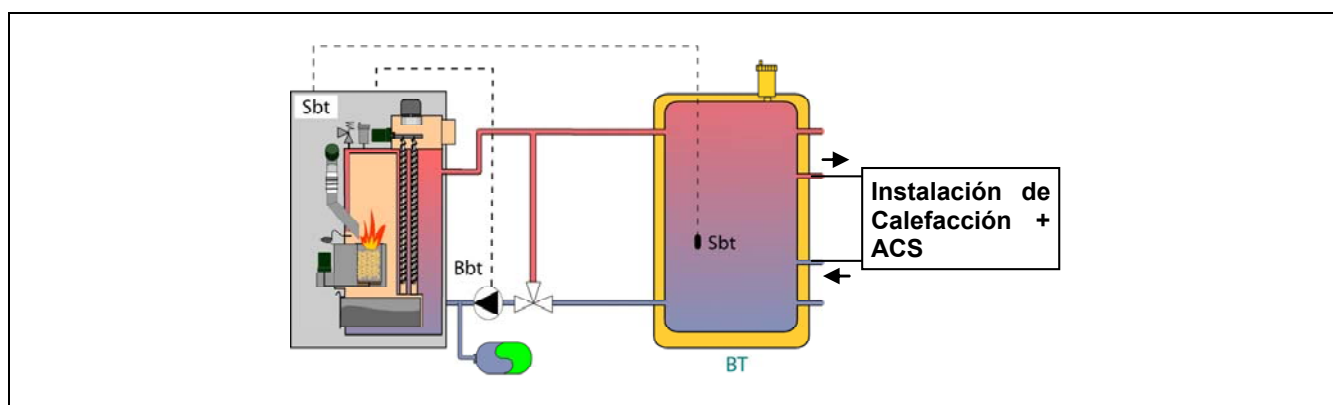 Sbt
Bbt
Sbt
BT
Instalación de
Calefacción +
ACS